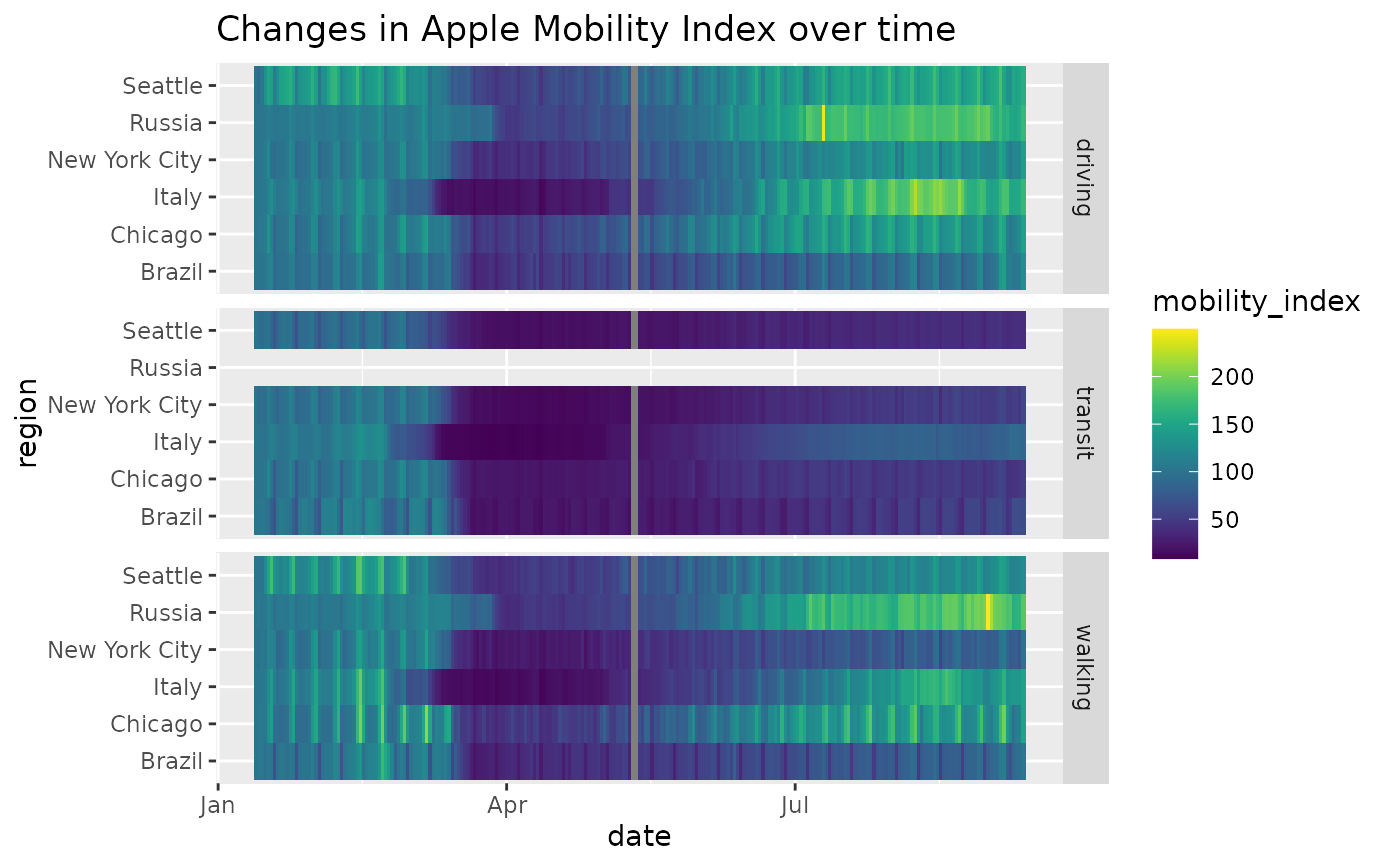 Changes in Apple Mobility Index over time
Seattle
Russia
New York City
Italy
Chicago
Brazil
driving
Seattle
Russia
New York City
Italy
Chicago
Brazil
transit
Seattle
Russia
New York City
Italy
Chicago
Brazil
walking
region
Jan
Apr
Jul
date
mobility_index
200
150
100
50